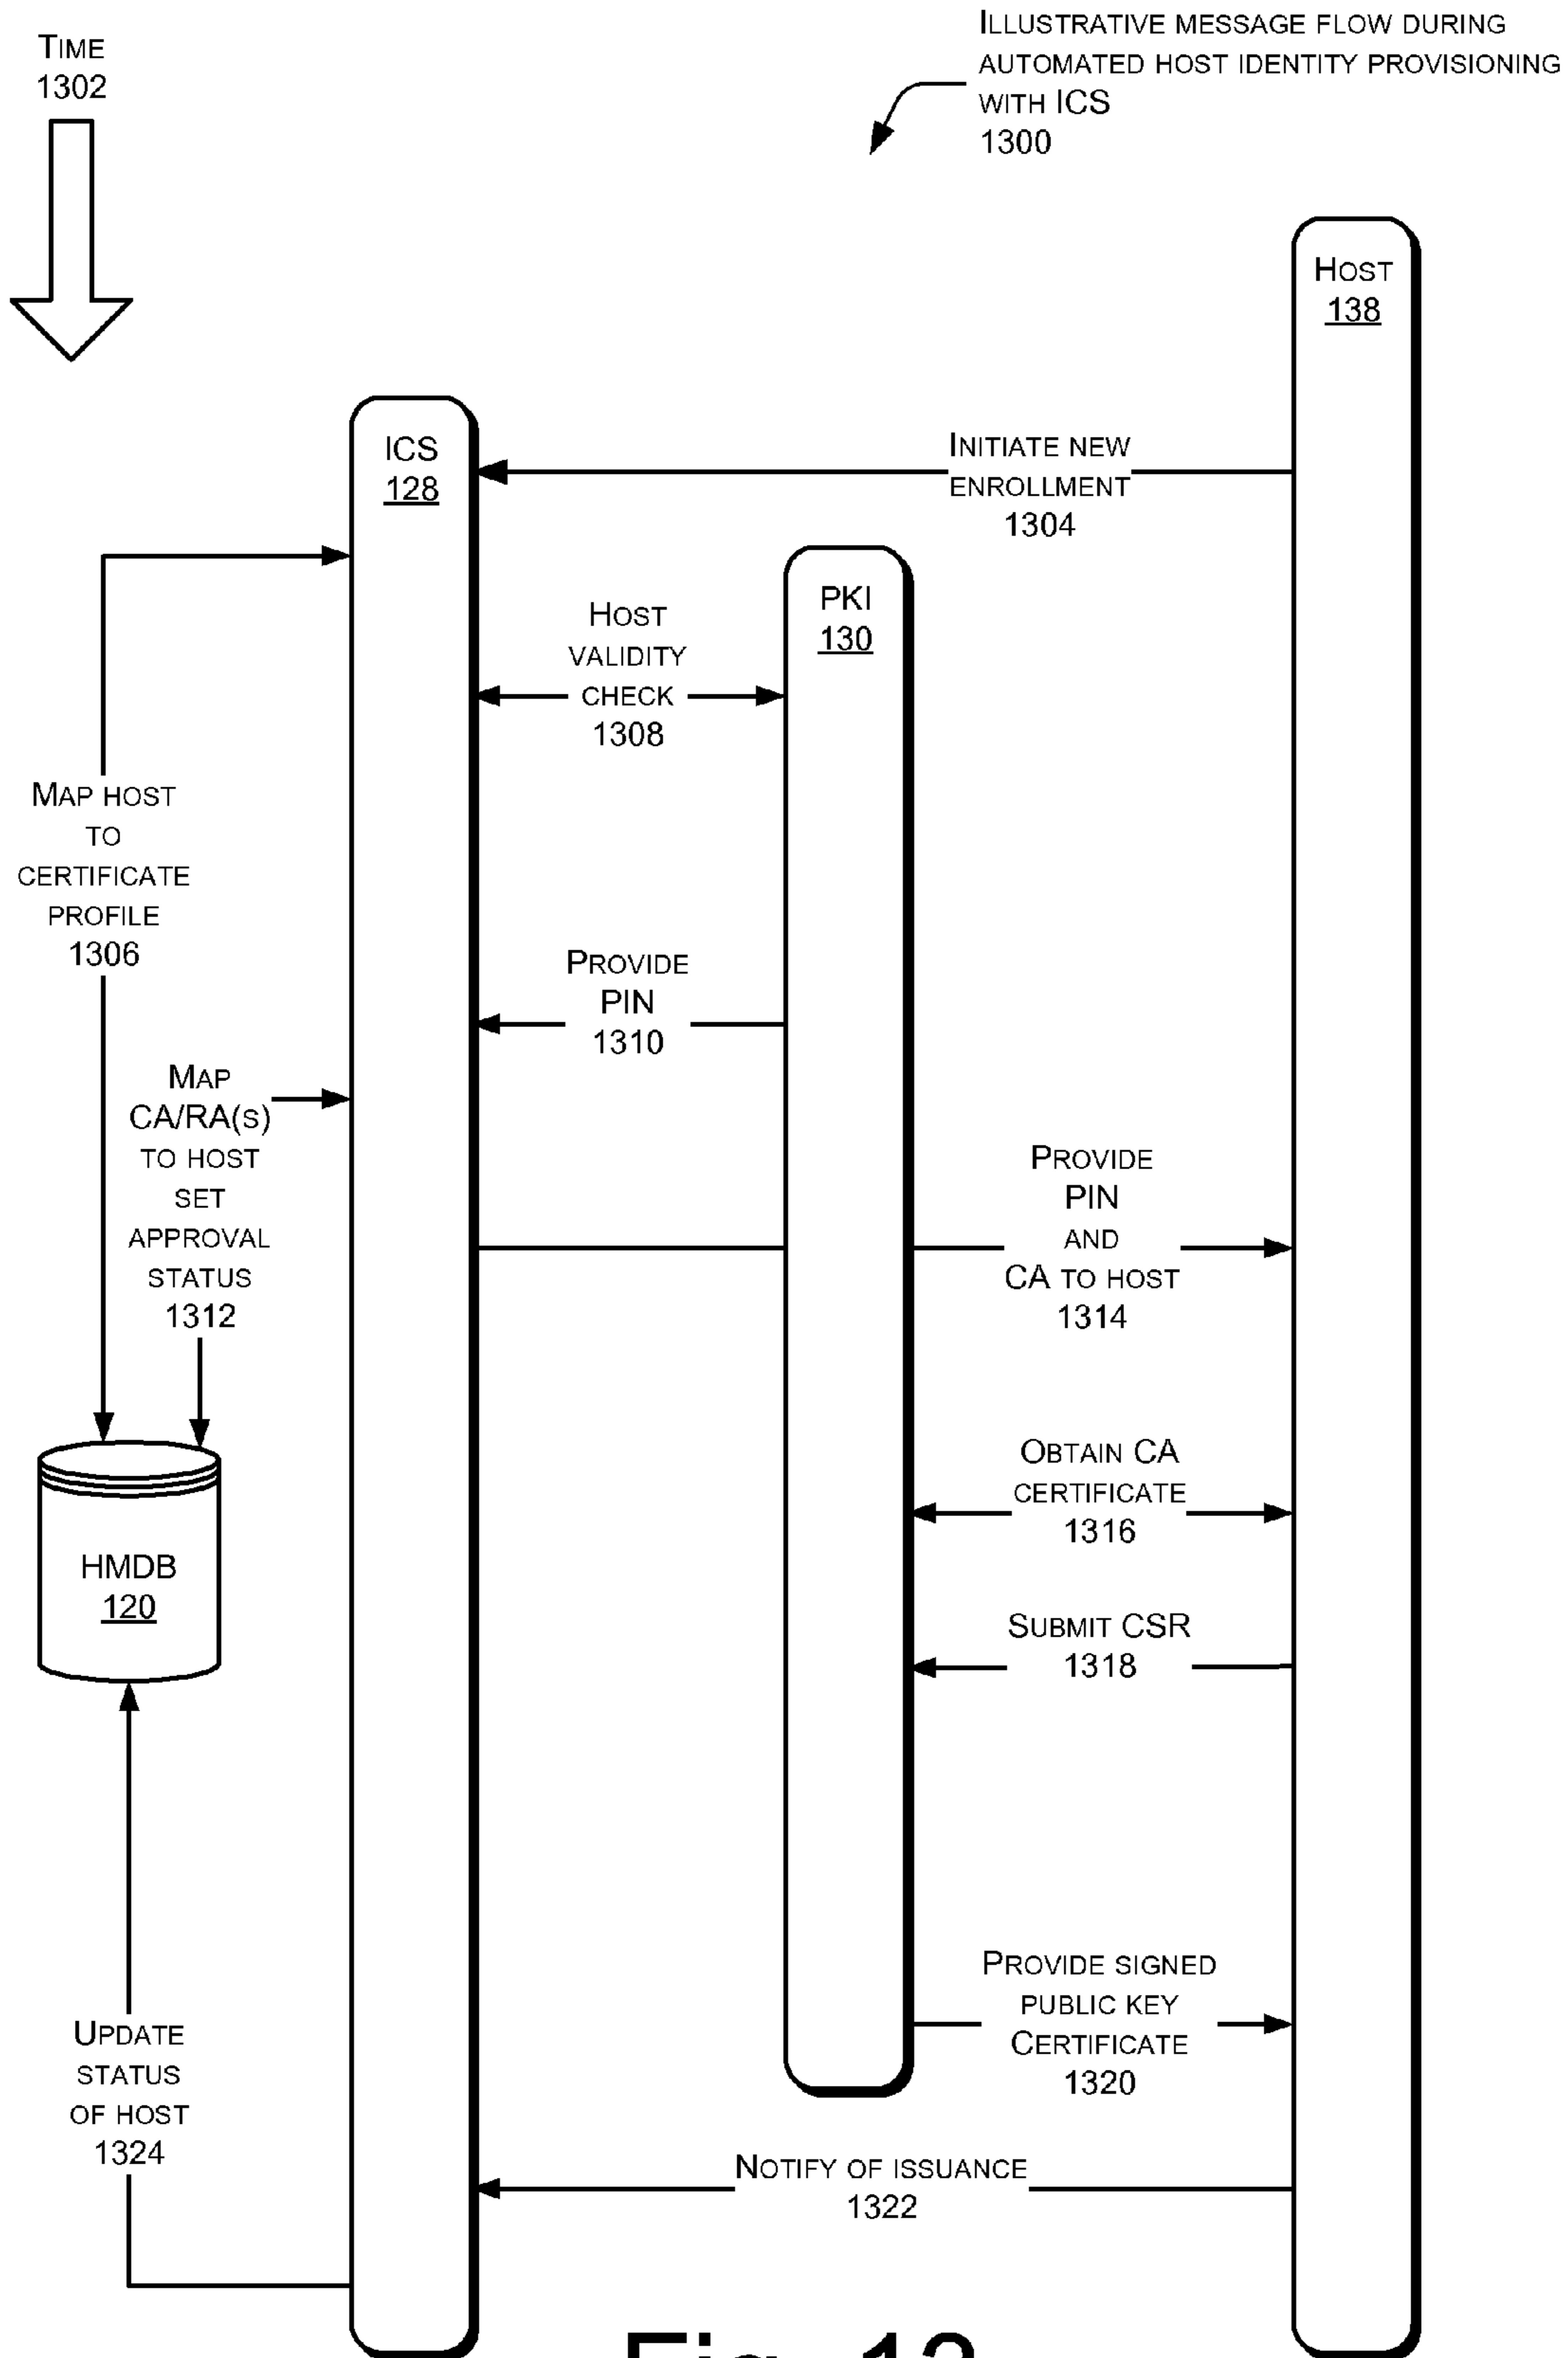 TIME
1302
ILLUSTRATIVE MESSAGE FLOW DURING
AUTOMATED HOST IDENTITY PROVISIONING
WITH ICS
1300
HOST
138
ICS
128
INITIATE NEW
ENROLLMENT
1304
PKI
130
HOST
VALIDITY
CHECK
1308
MAP HOST
TO
CERTIFICATE
PROFILE
1306
PROVIDE
PIN
1310
MAP
CA/RA(S)
TO HOST
SET
APPROVAL
STATUS
1312
PROVIDE
PIN
AND
CA TO HOST
1314
OBTAIN CA
CERTIFICATE
1316
HMDB
120
SUBMIT CSR
1318
PROVIDE SIGNED
PUBLIC KEY
CERTIFICATE
1320
UPDATE
STATUS
OF HOST
1324
NOTIFY OF ISSUANCE
1322